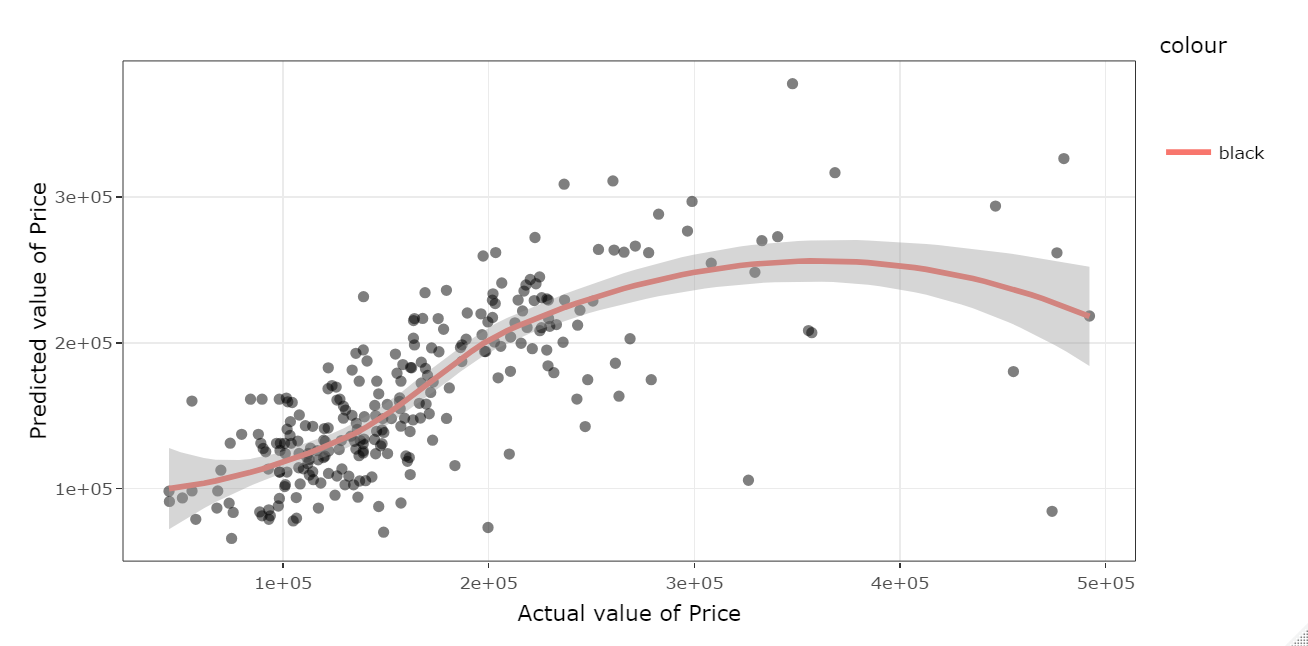 colour
black
Predicted value of Price
3e+05
2e+05
1e+05
1e+05 2e+05 3e+05 4e+05 5e+05
Actual value of Price